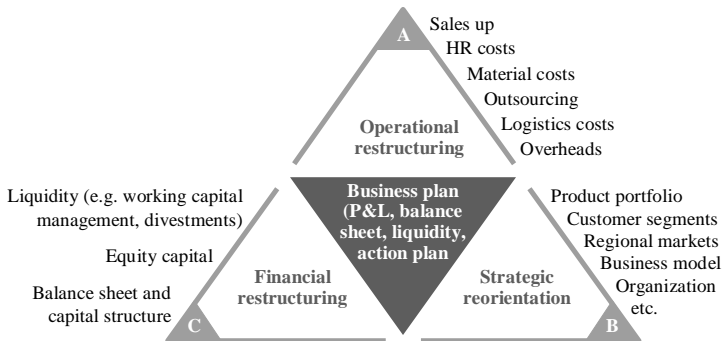 A
Sales up
HR costs
Material costs
Outsourcing
Logistics costs
Overheads
Operational
restructuring
Business plan
(P&L, balance
sheet, liquidity,
action plan
Liquidity (e.g. working capital
management, divestments)
Equity capital
Balance sheet and
capital structure
Financial
restructuring
C
Strategic
reorientation
Product portfolio
Customer segments
Regional markets
Business model
Organization
etc.
B